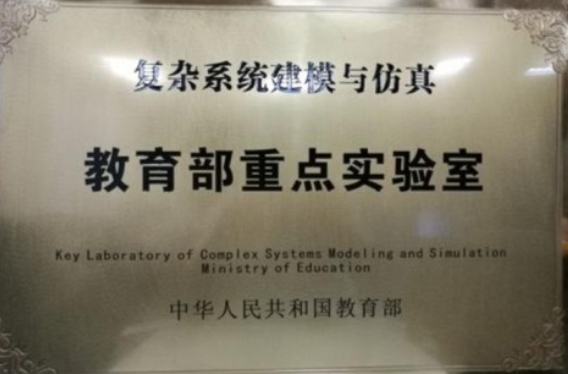 复杂系统建模与仿真
教育部重点实验室
Key Laboratory of Complex Systems Modeling and Simulation
Ministry of Education
中华人民共和国教育部